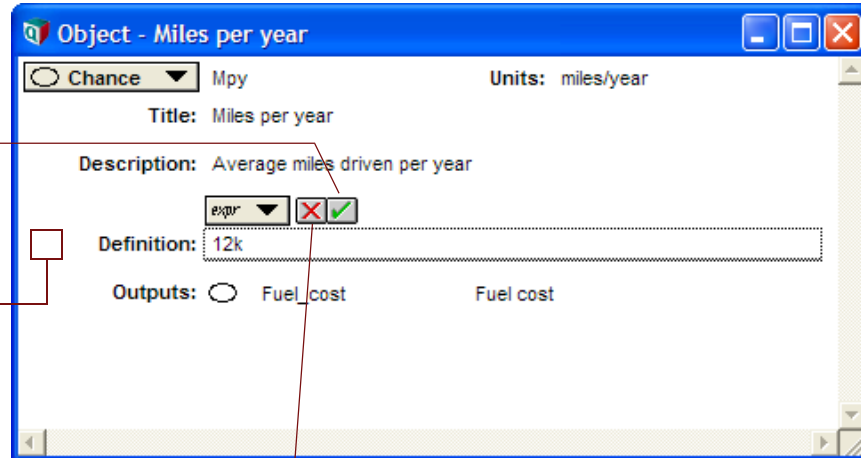 Object - Miles per year
Chance Mpy Units: miles/year
Title: Miles per year
Description: Average miles driven per year
expr
Definition: 12k
Outputs: Fuel_cost Fuel cost